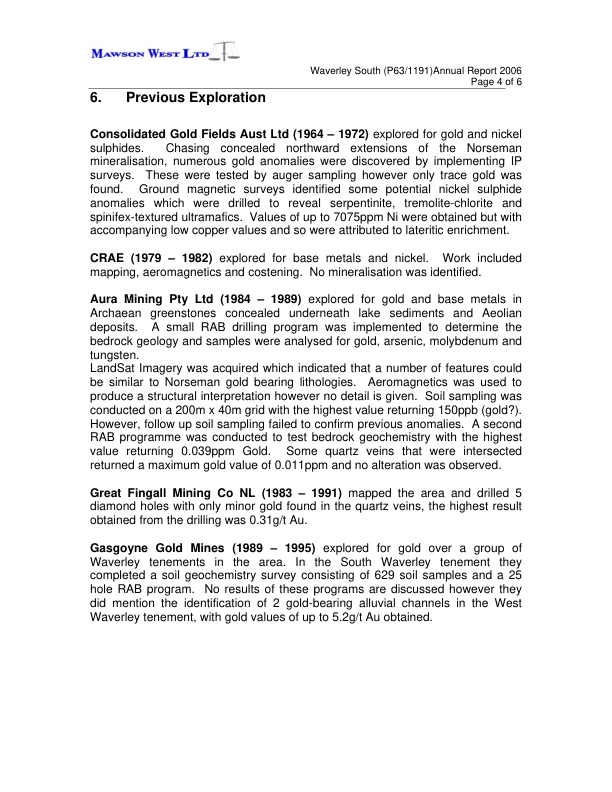 MAWSON WEST LTD
Waverley South (P63/1191)Annual Report 2006
Page 4 of 6
6. Previous Exploration
Consolidated Gold Fields Aust Ltd (1964 – 1972) explored for gold and nickel
sulphides. Chasing concealed northward extensions of the Norseman
mineralisation, numerous gold anomalies were discovered by implementing IP
surveys. These were tested by auger sampling however only trace gold was
found. Ground magnetic surveys identified some potential nickel sulphide
anomalies which were drilled to reveal serpentinite, tremolite-chlorite and
spinifex-textured ultramafics. Values of up to 7075ppm Ni were obtained but with
accompanying low copper values and so were attributed to lateritic enrichment.
CRAE (1979 – 1982) explored for base metals and nickel. Work included
mapping, aeromagnetics and costening. No mineralisation was identified.
Aura Mining Pty Ltd (1984 – 1989) explored for gold and base metals in
Archaean greenstones concealed underneath lake sediments and Aeolian
deposits. A small RAB drilling program was implemented to determine the
bedrock geology and samples were analysed for gold, arsenic, molybdenum and
tungsten.
LandSat Imagery was acquired which indicated that a number of features could
be similar to Norseman gold bearing lithologies. Aeromagnetics was used to
produce a structural interpretation however no detail is given. Soil sampling was
conducted on a 200m x 40m grid with the highest value returning 150ppb (gold?).
However, follow up soil sampling failed to confirm previous anomalies. A second
RAB programme was conducted to test bedrock geochemistry with the highest
value returning 0.039ppm Gold. Some quartz veins that were intersected
returned a maximum gold value of 0.011ppm and no alteration was observed.
Great Fingall Mining Co NL (1983 – 1991) mapped the area and drilled 5
diamond holes with only minor gold found in the quartz veins, the highest result
obtained from the drilling was 0.31g/t Au.
Gasgoyne Gold Mines (1989 – 1995) explored for gold over a group of
Waverley tenements in the area. In the South Waverley tenement they
completed a soil geochemistry survey consisting of 629 soil samples and a 25
hole RAB program. No results of these programs are discussed however they
did mention the identification of 2 gold-bearing alluvial channels in the West
Waverley tenement, with gold values of up to 5.2g/t Au obtained.